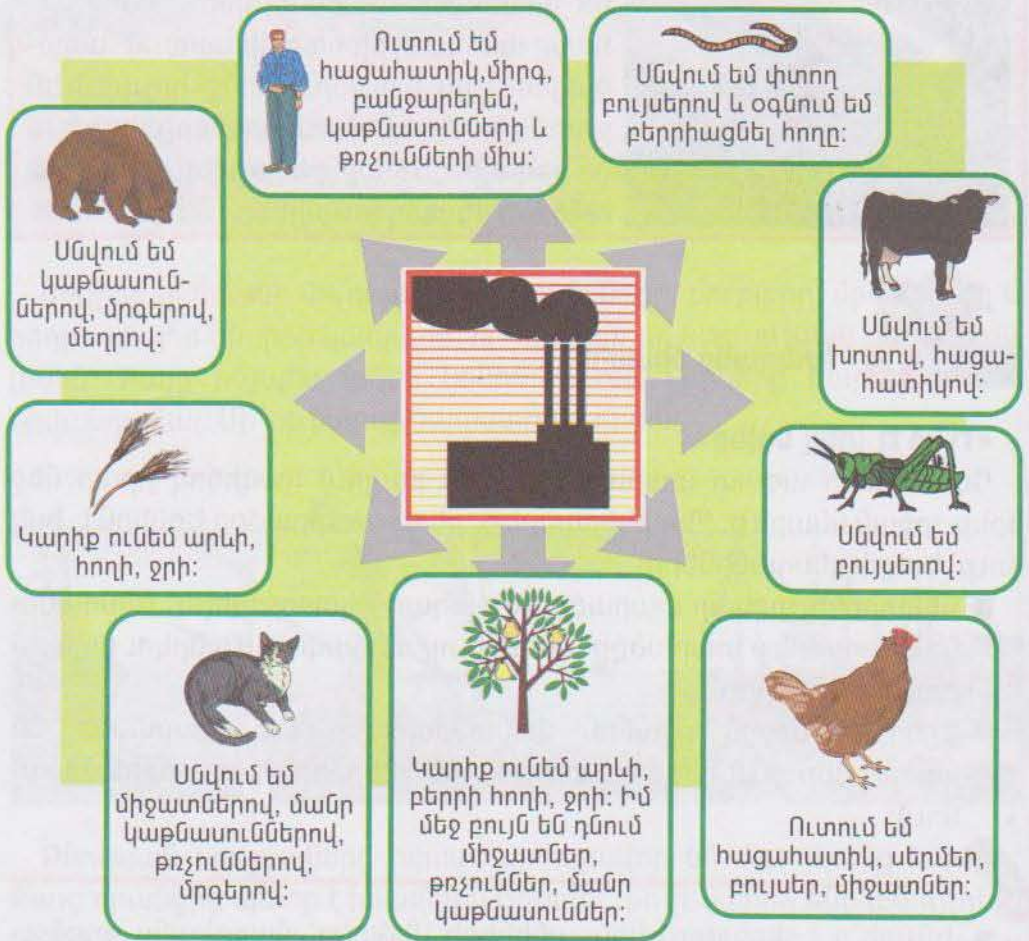 Ուտում եմ
հացահատիկ,միրգ,
բանջարեղեն,
կաթնասունների և
թռչունների միս:
Սնվում եմ փտող
բույսերով և օգնում եմ
բերրիացնել հողը:
Սնվում եմ
կաթնասուն-
ներով, մրգերով,
մեղրով:
Սնվում եմ
խոտով, հացա-
հատիկով:
Կարիք ունեմ արևի,
հողի, ջրի:
Սնվում եմ
բույսերով:
Սնվում եմ
միջատներով, մանր
կաթնասուններով,
թռչուններով,
մրգերով:
Կարիք ունեմ արևի,
բերրի հողի, ջրի: Իմ
մեջ բույն են դնում
միջատներ,
թռչուններ, մանր
կաթնասուններ:
Ուտում եմ
հացահատիկ, սերմեր,
բույսեր, միջատներ: